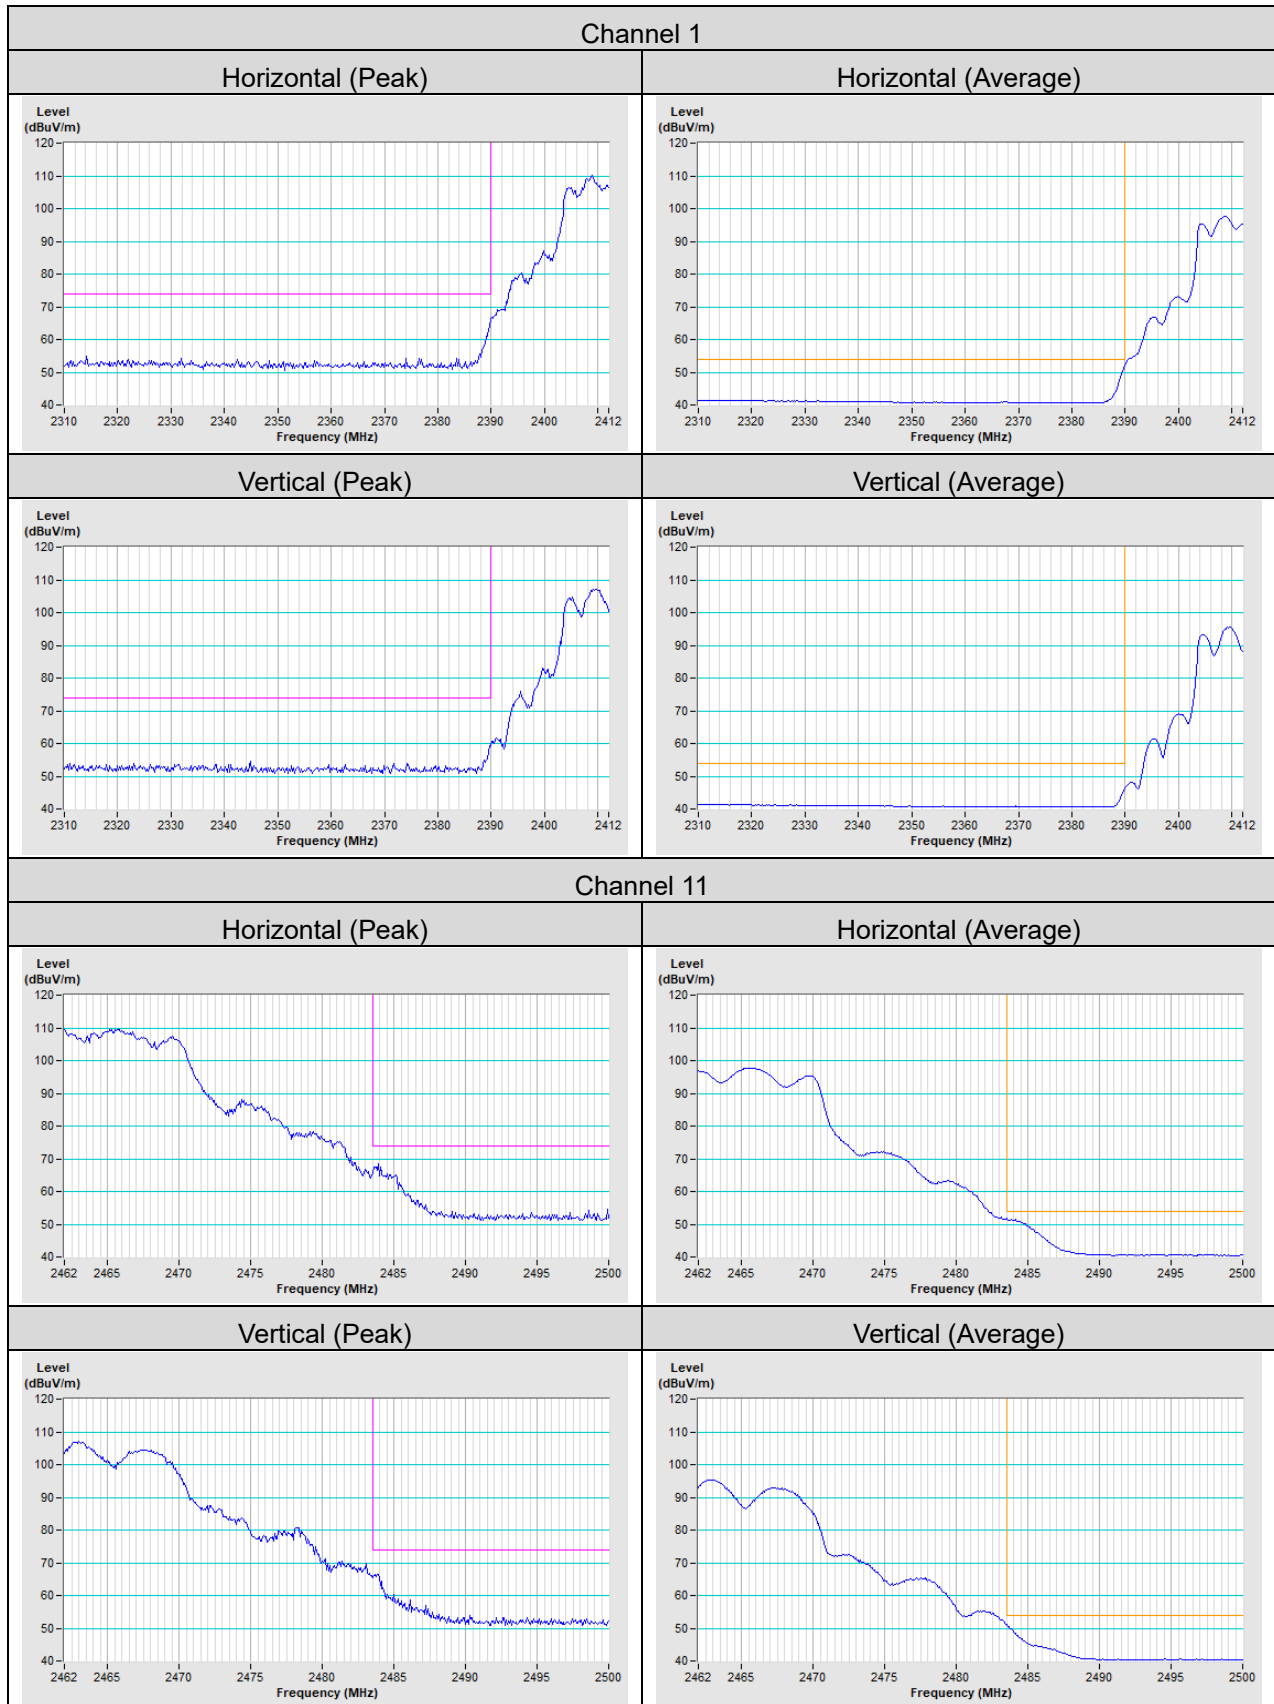 Channel 1
Horizontal (Peak)
Horizontal (Average)
Level
(dBuV/m)
120
110
100
90
80
70
60
50
40
2310 2320 2330 2340 2350 2360 2370 2380 2390 2400 2412
Frequency (MHz)
Level
(dBuV/m)
120
110
100
90
80
70
60
50
40
2310 2320 2330 2340 2350 2360 2370 2380 2390 2400 2412
Frequency (MHz)
Vertical (Peak)
Vertical (Average)
Level
(dBuV/m)
120
110
100
90
80
70
60
50
40
2310 2320 2330 2340 2350 2360 2370 2380 2390 2400 2412
Frequency (MHz)
Level
(dBuV/m)
120
110
100
90
80
70
60
50
40
2310 2320 2330 2340 2350 2360 2370 2380 2390 2400 2412
Frequency (MHz)
Channel 11
Horizontal (Peak)
Horizontal (Average)
Level
(dBuV/m)
120
110
100
90
80
70
60
50
40
2462 2465 2470 2475 2480 2485 2490 2495 2500
Frequency (MHz)
Level
(dBuV/m)
120
110
100
90
80
70
60
50
40
2462 2465 2470 2475 2480 2485 2490 2495 2500
Frequency (MHz)
Vertical (Peak)
Vertical (Average)
Level
(dBuV/m)
120
110
100
90
80
70
60
50
40
2462 2465 2470 2475 2480 2485 2490 2495 2500
Frequency (MHz)
Level
(dBuV/m)
120
110
100
90
80
70
60
50
40
2462 2465 2470 2475 2480 2485 2490 2495 2500
Frequency (MHz)